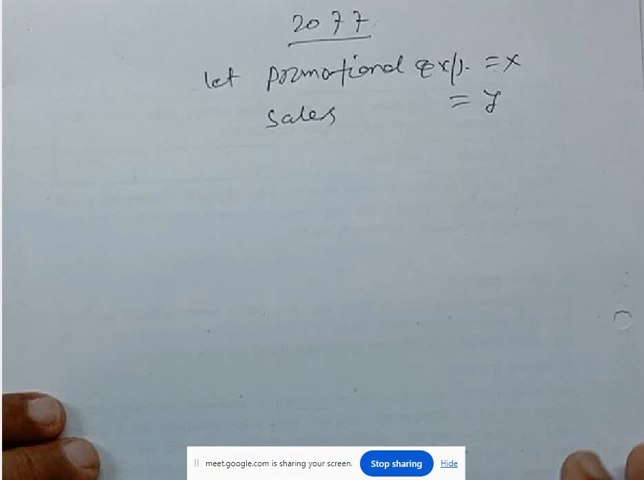 2077
let promotional exp. = x
sales = y
meet.google.com is sharing your screen. Stop sharing Hide